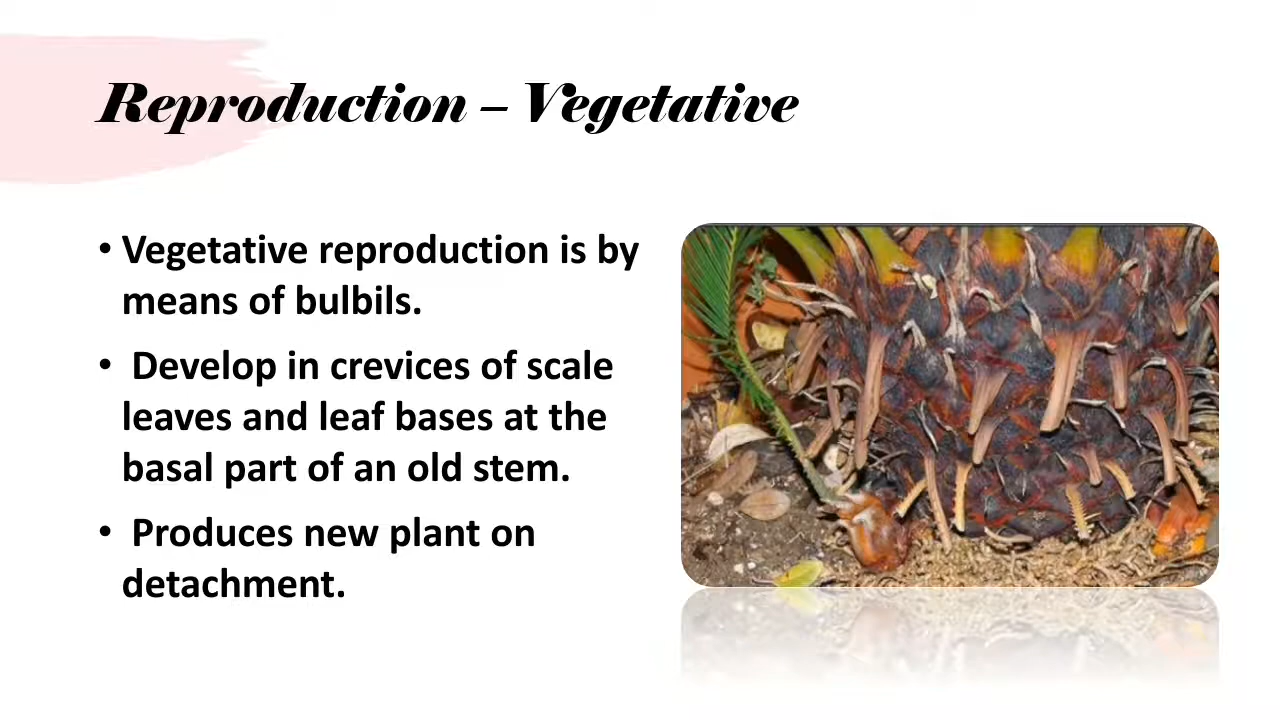 Reproduction – Vegetative
• Vegetative reproduction is by
means of bulbils.
• Develop in crevices of scale
leaves and leaf bases at the
basal part of an old stem.
• Produces new plant on
detachment.